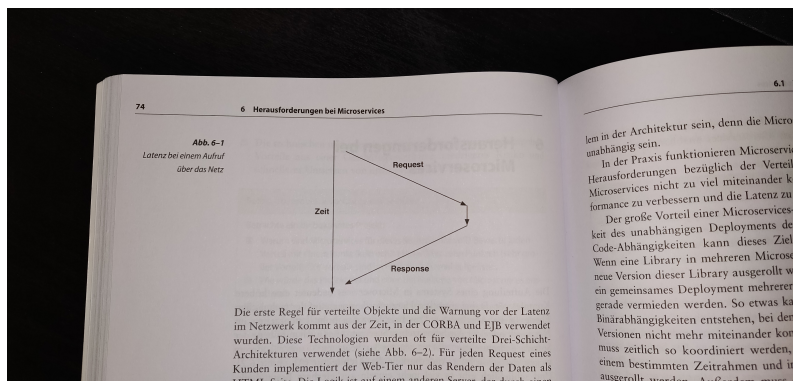 74
6 Herausforderungen bei Microservices
Abb. 6–1
Latenz bei einem Aufruf
über das Netz
Request
Zeit
Response
Die erste Regel für verteilte Objekte und die Warnung vor der Latenz
im Netzwerk kommt aus der Zeit, in der CORBA und EJB verwendet
wurden. Diese Technologien wurden oft für verteilte Drei-Schicht-
Architekturen verwendet (siehe Abb. 6–2). Für jeden Request eines
Kunden implementiert der Web-Tier nur das Rendern der Daten als
6.1
lem in der Architektur sein, denn die Micro
unabhängig sein.
In der Praxis funktionieren Microservic
Herausforderungen bezüglich der Verteil
Microservices nicht zu viel miteinander k
formance zu verbessern und die Latenz zu
Der große Vorteil einer Microservices-
keit des unabhängigen Deployments de
Code-Abhängigkeiten kann dieses Ziel
Wenn eine Library in mehreren Microse
neue Version dieser Library ausgerollt w
ein gemeinsames Deployment mehrerer
gerade vermieden werden. So etwas ka
Binärabhängigkeiten entstehen, bei den
Versionen nicht mehr miteinander kom
muss zeitlich so koordiniert werden,
einem bestimmten Zeitrahmen und in